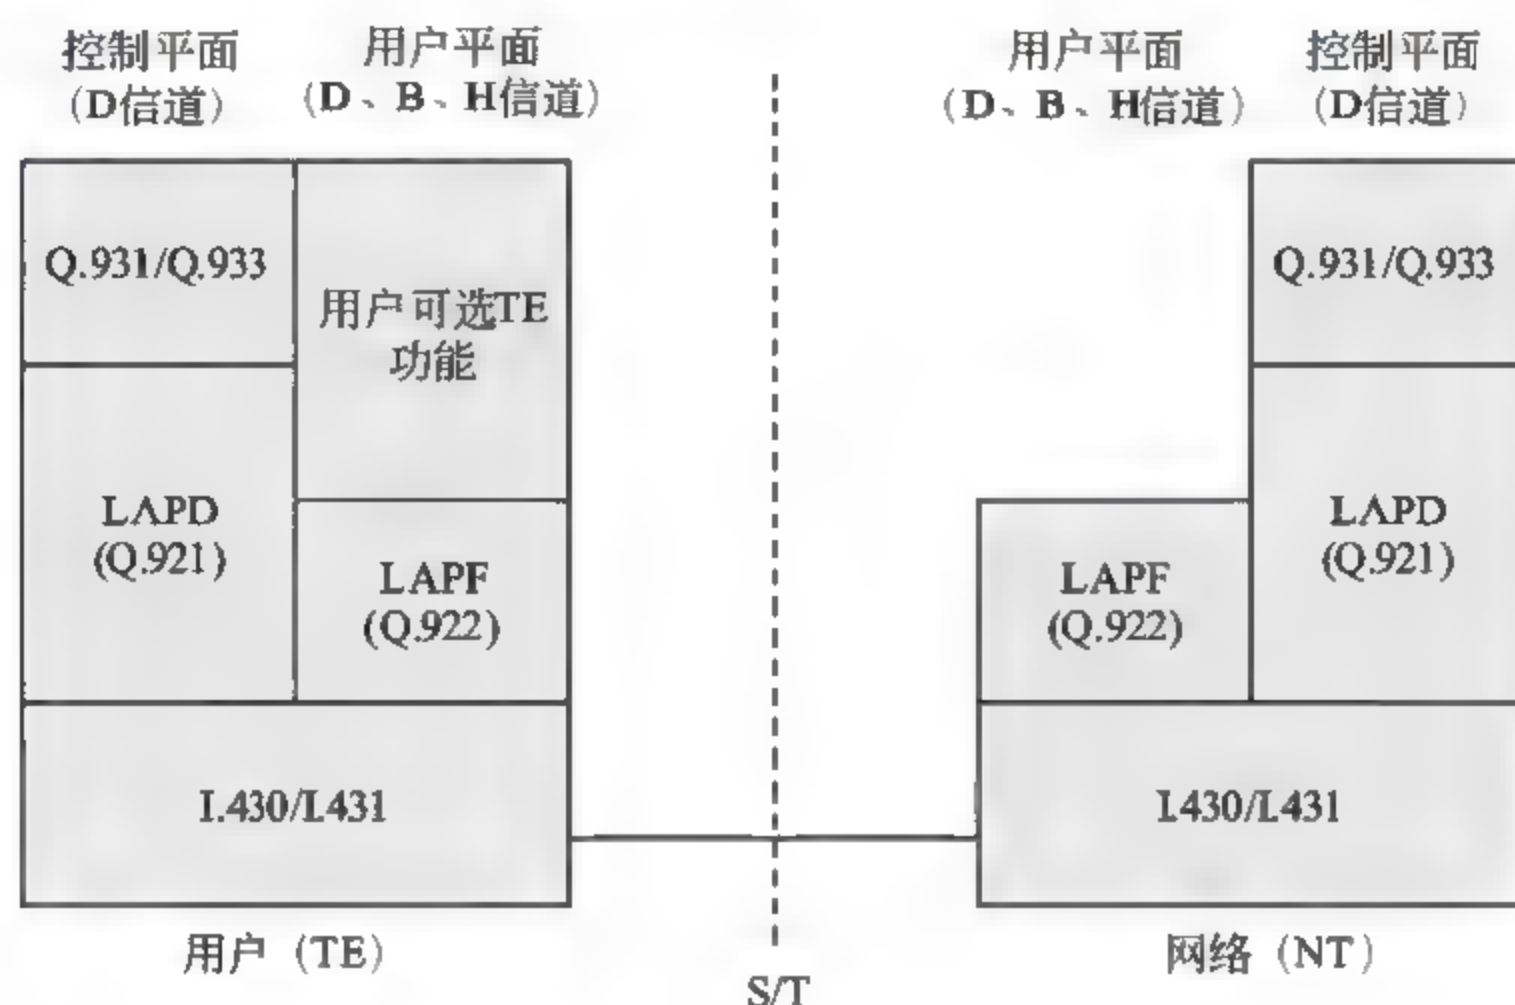 控制平面
(D信道)
用户平面
(D、B、H信道)
用户平面
(D、B、H信道)
控制平面
(D信道)
Q.931/Q.933
用户可选TE
功能
LAPD
(Q.921)
LAPF
(Q.922)
I.430/I.431
Q.931/Q.933
LAPD
(Q.921)
LAPF
(Q.922)
I.430/I.431
用户（TE）
S/T
网络（NT）